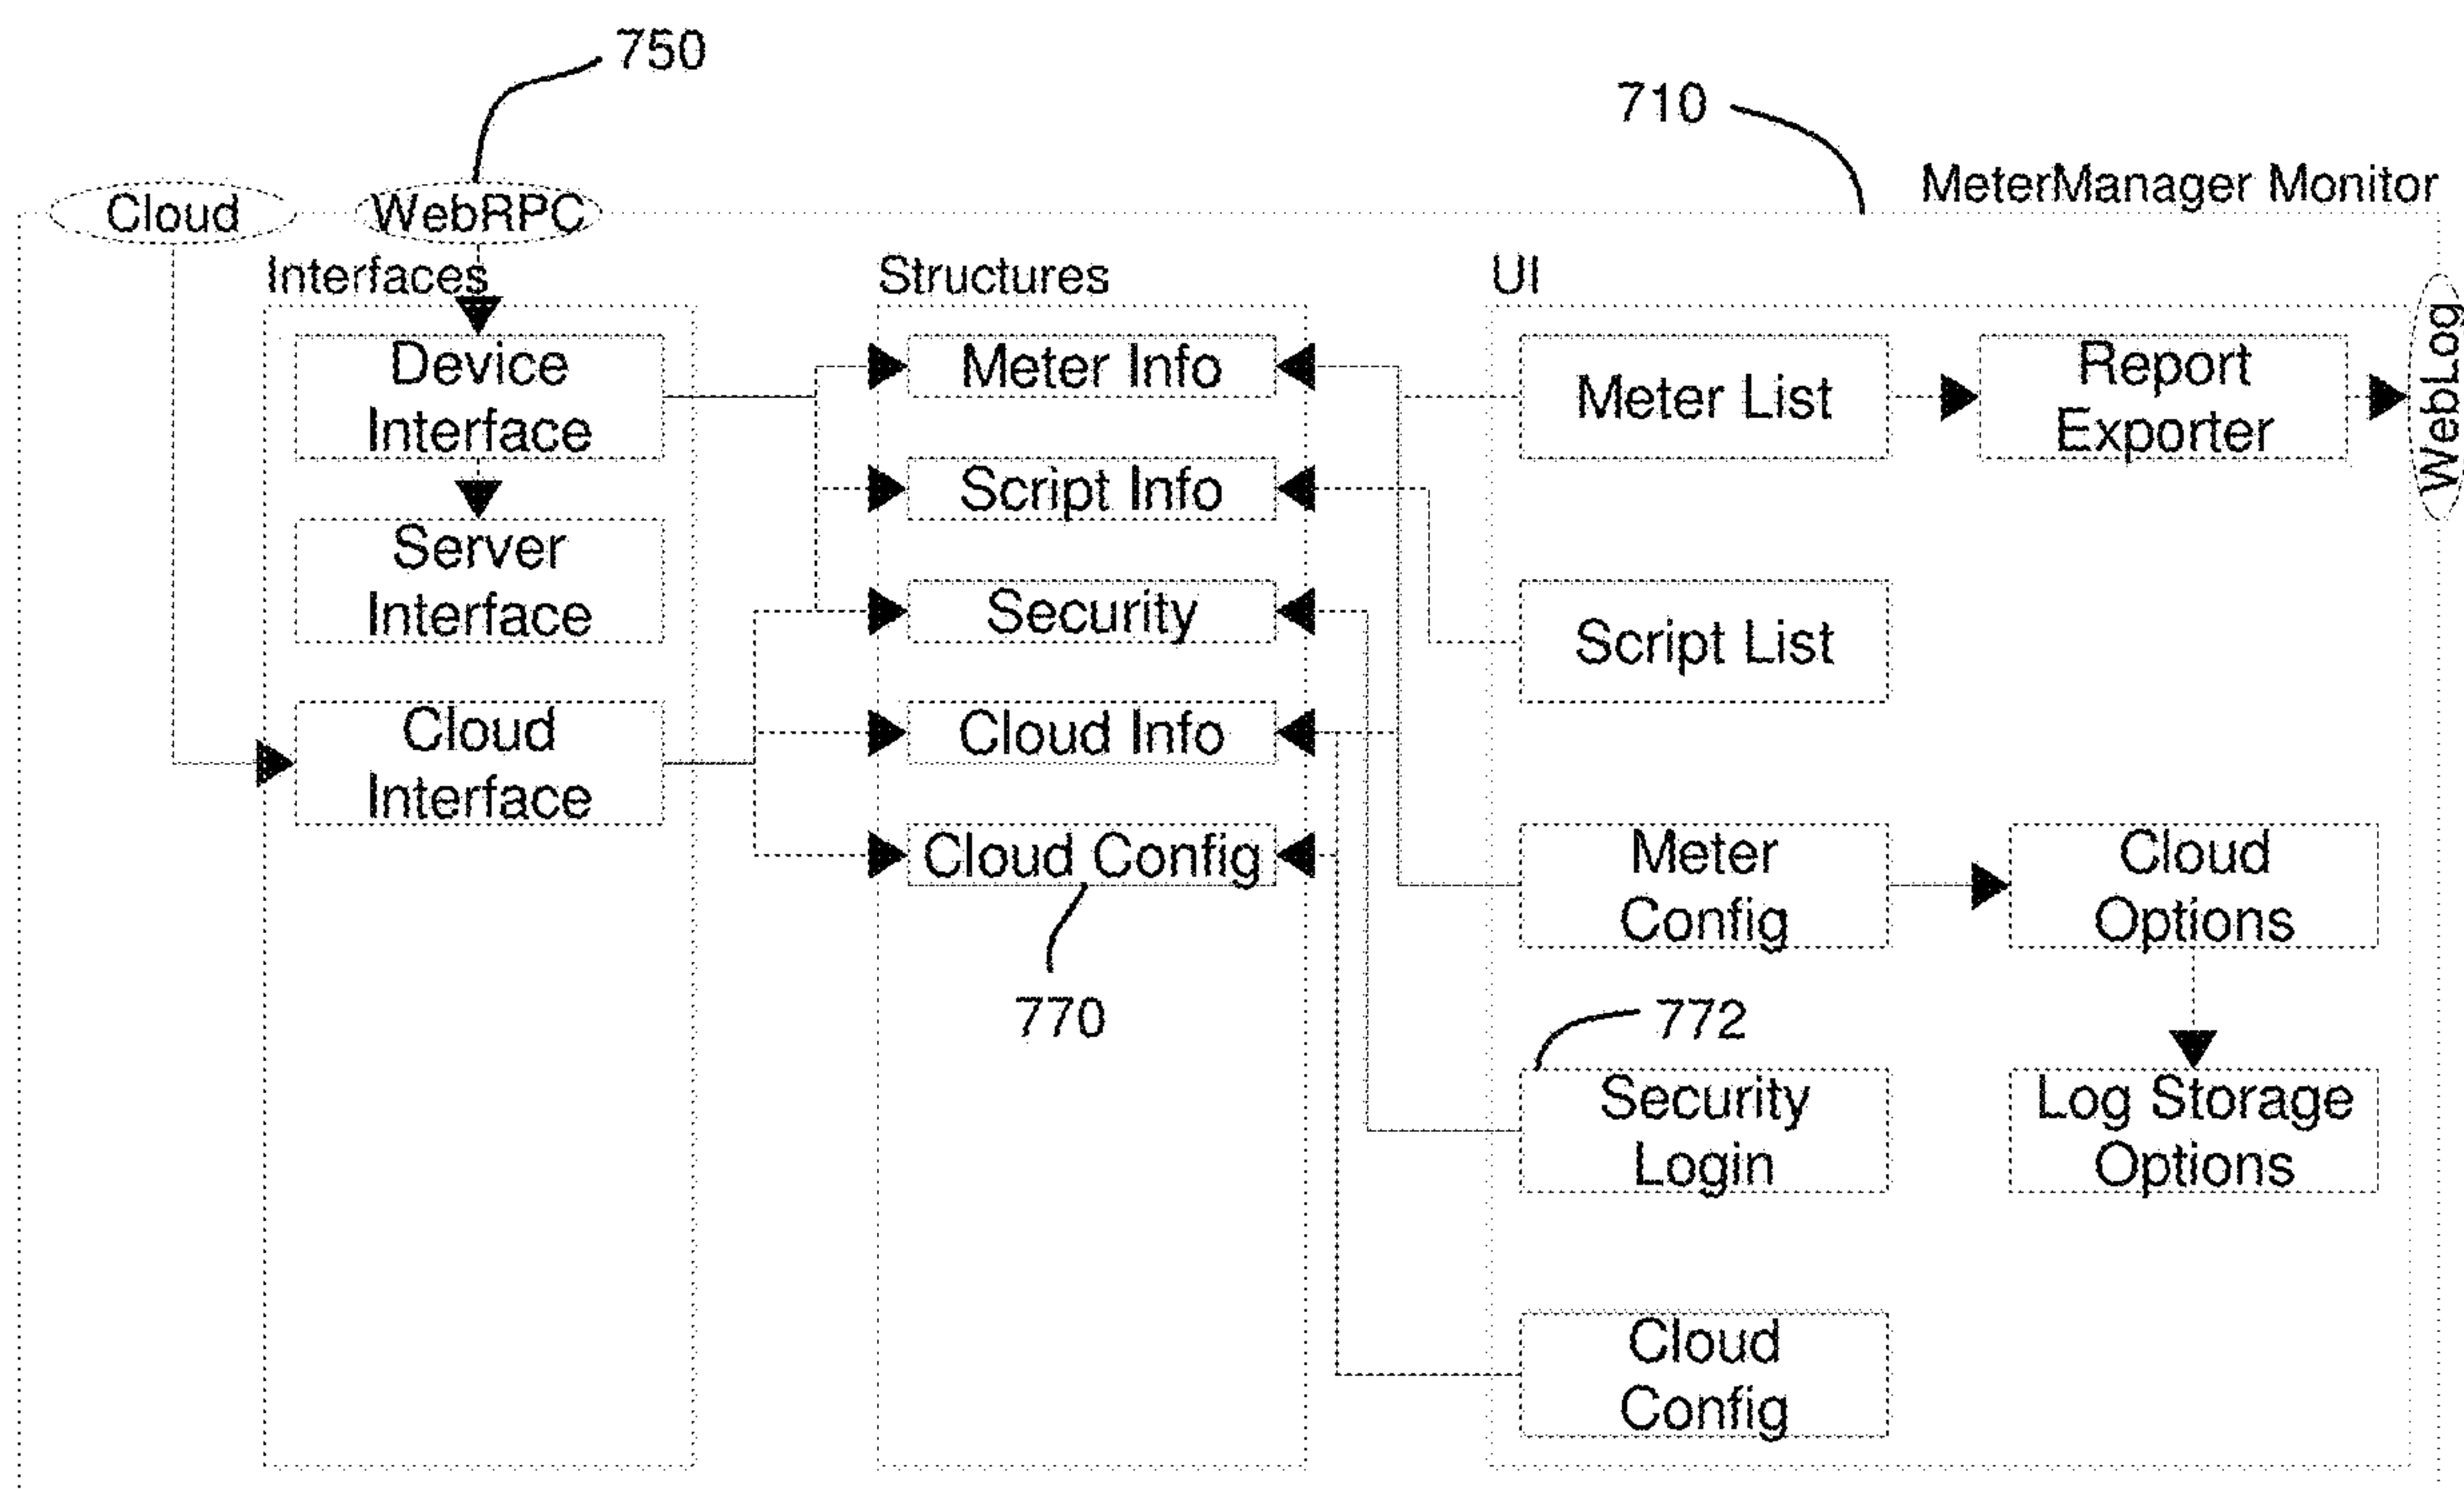 750
710
MeterManager Monitor
Cloud
WebRPC
Interfaces
Structures
UI
Device
Interface
Server
Interface
Cloud
Interface
Meter Info
Script Info
Security
Cloud Info
Cloud Config
770
Meter List
Report
Exporter
WebLog
Script List
Meter
Config
Cloud
Options
772
Security
Login
Log Storage
Options
Cloud
Config